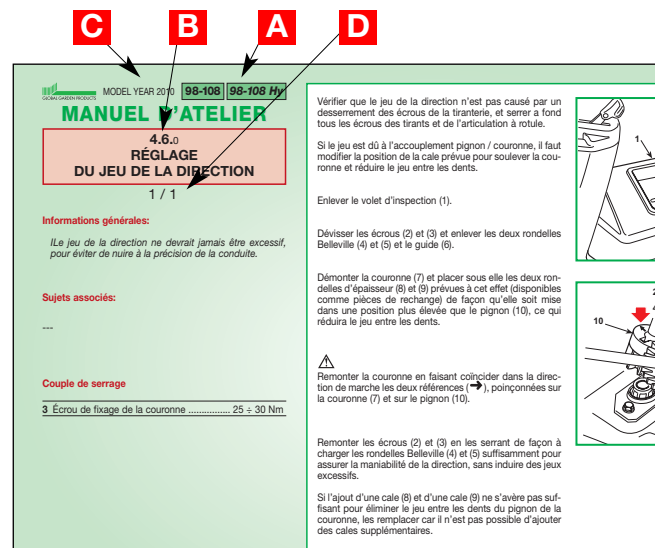 C B A D
GLOBAL GARDEN PRODUCTS
MODEL YEAR 2010 98-108 98-108 Hy
MANUEL D'ATELIER
4.6.0
RÉGLAGE
DU JEU DE LA DIRECTION
1 / 1
Informations générales:
ILe jeu de la direction ne devrait jamais être excessif,
pour éviter de nuire à la précision de la conduite.
Sujets associés:
---
Couple de serrage
3 Écrou de fixage de la couronne ............... 25 ÷ 30 Nm
Vérifier que le jeu de la direction n'est pas causé par un
desserrement des écrous de la tiranterie, et serrer a fond
tous les écrous des tirants et de l'articulation à rotule.
Si le jeu est dû à l'accouplement pignon / couronne, il faut
modifier la position de la cale prévue pour soulever la cou-
ronne et réduire le jeu entre les dents.
Enlever le volet d'inspection (1).
Dévisser les écrous (2) et (3) et enlever les deux rondelles
Belleville (4) et (5) et le guide (6).
Démonter la couronne (7) et placer sous elle les deux ron-
delles d'épaisseur (8) et (9) prévues à cet effet (disponibles
comme pièces de rechange) de façon qu'elle soit mise
dans une position plus élevée que le pignon (10), ce qui
réduira le jeu entre les dents.
Remonter la couronne en faisant coïncider dans la direc-
tion de marche les deux références (➜), poinçonnées sur
la couronne (7) et sur le pignon (10).
Remonter les écrous (2) et (3) en les serrant de façon à
charger les rondelles Belleville (4) et (5) suffisamment pour
assurer la maniabilité de la direction, sans induire des jeux
excessifs.
Si l'ajout d'une cale (8) et d'une cale (9) ne s'avère pas suf-
fisant pour éliminer le jeu entre les dents du pignon de la
couronne, les remplacer car il n'est pas possible d'ajouter
des cales supplémentaires.
1
10